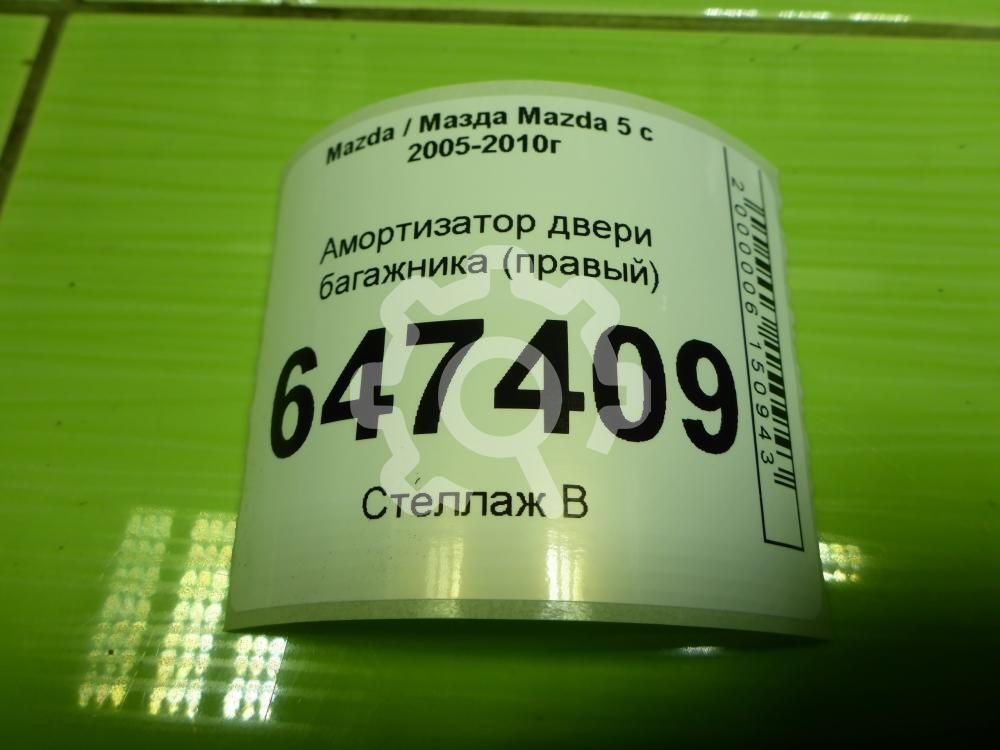 Mazda / Мазда Mazda 5 с
2005-2010г
Амортизатор двери
багажника (правый)
647409
Стеллаж В
2000006150943